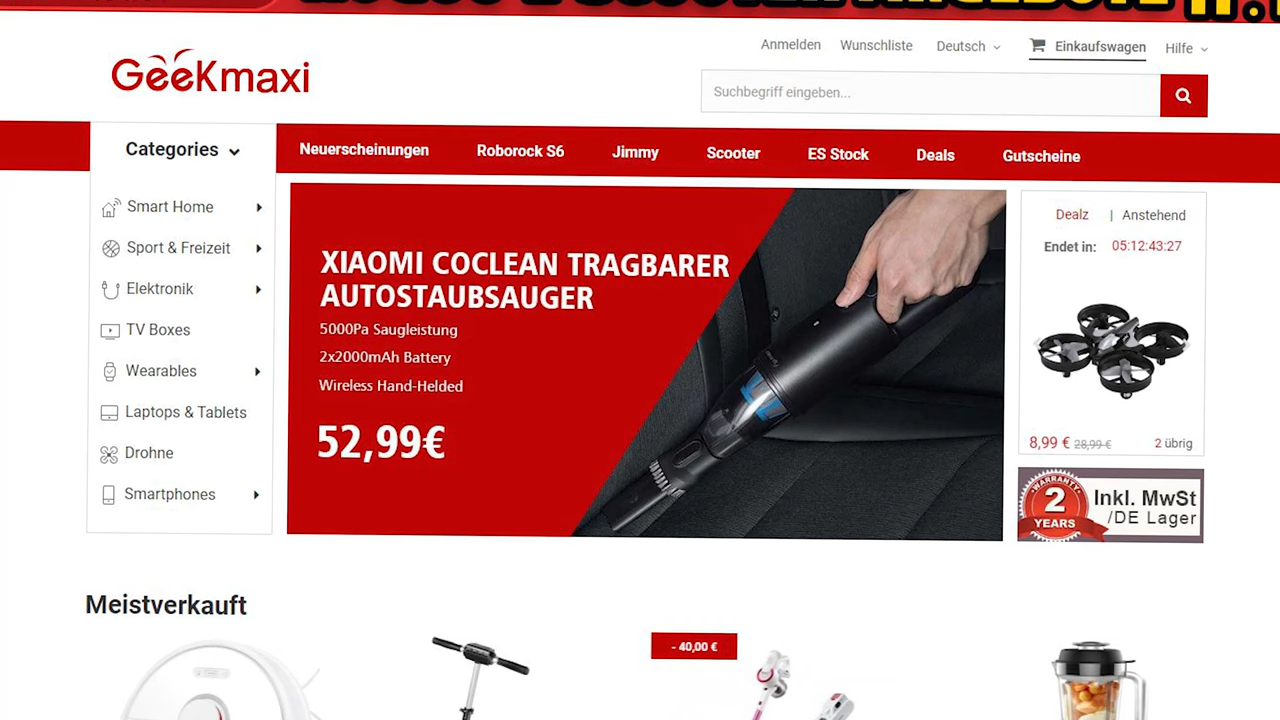 Geekmaxi
Anmelden
Wunschliste
Deutsch
Einkaufswagen
Hilfe
Suchbegriff eingeben...
Categories
Neuerscheinungen
Roborock S6
Jimmy
Scooter
ES Stock
Deals
Gutscheine
Smart Home
Sport & Freizeit
Elektronik
TV Boxes
Wearables
Laptops & Tablets
Drohne
Smartphones
XIAOMI COCLEAN TRAGBARER
AUTOSTAUBSAUGER
5000Pa Saugleistung
2x2000mAh Battery
Wireless Hand-Helded
52,99€
Dealz | Anstehend
Endet in: 05:12:43:27
8,99 € 28,99 € 2 übrig
WARRANTY
2
YEARS
Inkl. MwSt
/DE Lager
Meistverkauft
- 40,00 €